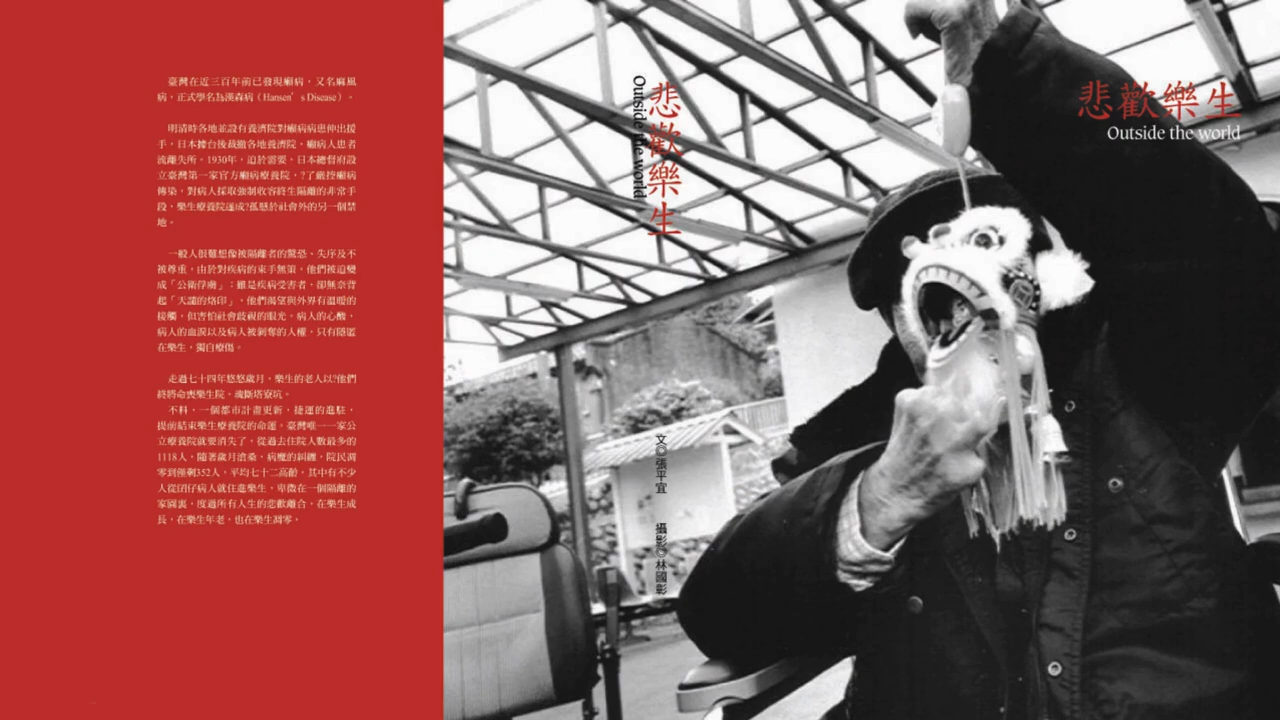 臺灣在近三百年前已發現癩病，又名麻風
病，正式學名為漢森病（Hansen’s Disease）。
明清時各地並設有養濟院對癩病病患伸出援
手，日本據台後裁撤各地養濟院，癩病人患者
流離失所。1930年，迫於需要，日本總督府設
立臺灣第一家官方癩病療養院，?了嚴控癩病
傳染，對病人採取強制收容終生隔離的非常手
段，樂生療養院遂成?孤懸於社會外的另一個禁
地。
一般人很難想像被隔離者的驚恐、失序及不
被尊重，由於對疾病的束手無策，他們被迫變
成「公衛俘虜」；雖是疾病受害者，卻無奈背
起「天譴的烙印」，他們渴望與外界有溫暖的
接觸，但害怕社會歧視的眼光。病人的心酸、
病人的血淚以及病人被剝奪的人權，只有隱匿
在樂生，獨自療傷。
走過七十四年悠悠歲月，樂生的老人以?他們
終將命喪樂生院，魂斷塔寮坑。
不料，一個都市計畫更新，捷運的進駐，
提前結束樂生療養院的命運，臺灣唯一一家公
立療養院就要消失了，從過去住院人數最多的
1118人，隨著歲月滄桑、病魔的糾纏，院民凋
零到僅剩352人，平均七十二高齡，其中有不少
人從囝仔病人就住進樂生，卑微在一個隔離的
家園裏，度過所有人生的悲歡離合，在樂生成
長，在樂生年老，也在樂生凋零。
悲歡樂生
Outside the world
文◎張平宜
攝影◎林國彰
悲歡樂生
Outside the world